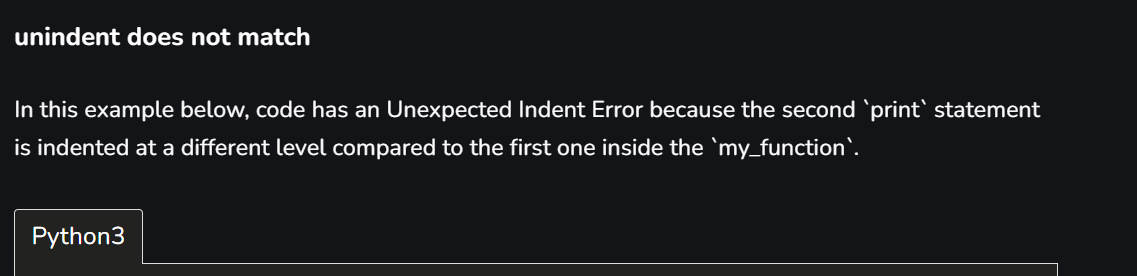 unindent does not match
In this example below, code has an Unexpected Indent Error because the second `print` statement
is indented at a different level compared to the first one inside the `my_function`.
Python3